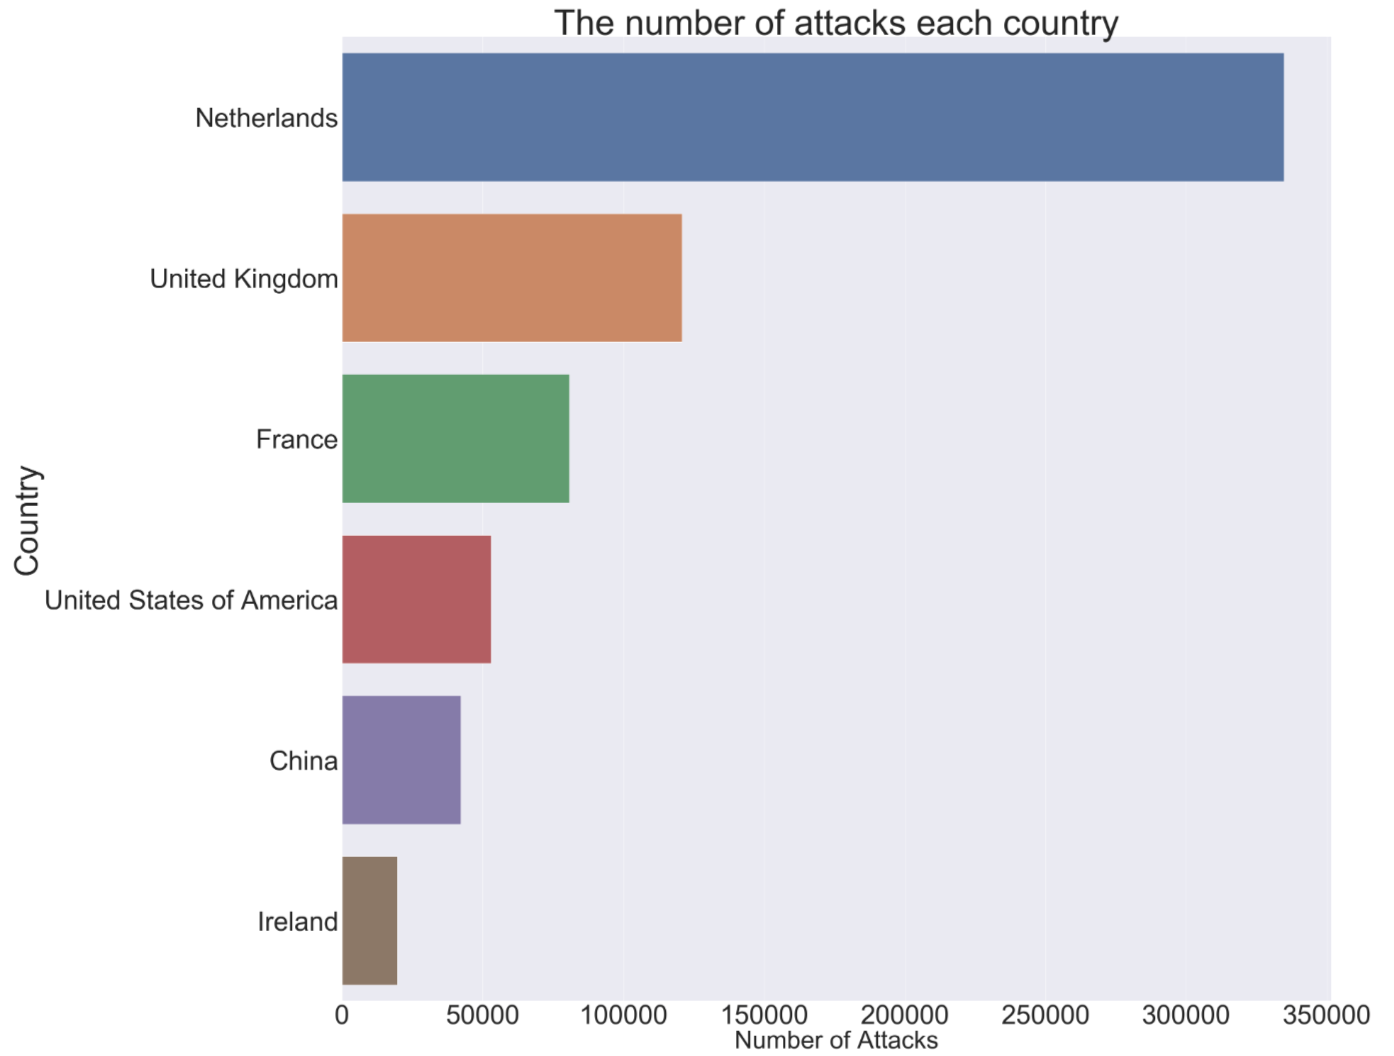 The number of attacks each country
Netherlands
United Kingdom
France
United States of America
China
Ireland
Country
0 50000 100000 150000 200000 250000 300000 350000
Number of Attacks